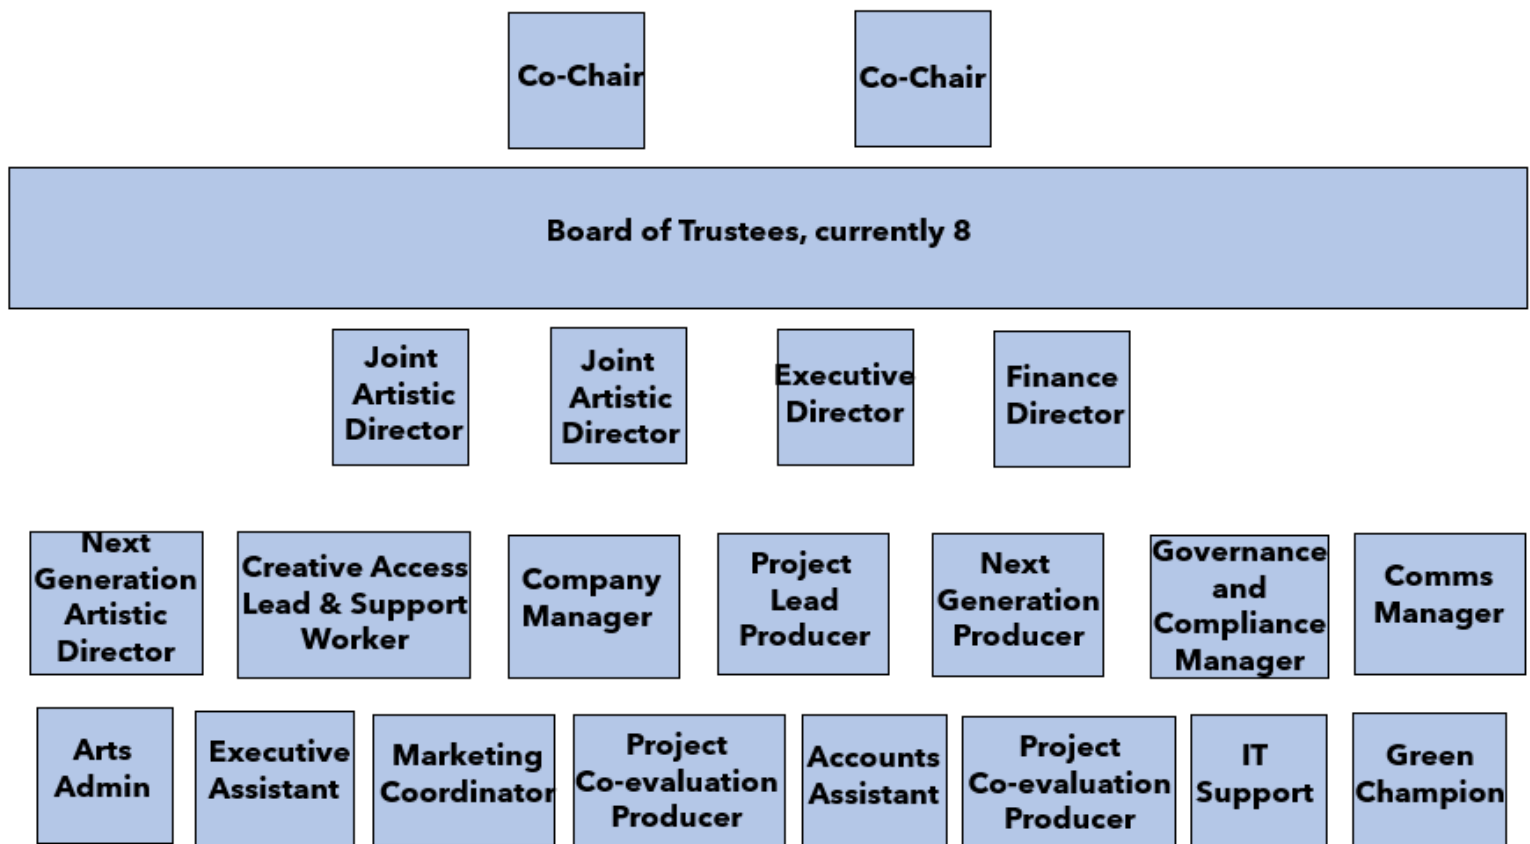 Co-Chair
Co-Chair
Board of Trustees, currently 8
Joint
Artistic
Director
Joint
Artistic
Director
Executive
Director
Finance
Director
Next
Generation
Artistic
Director
Creative Access
Lead & Support
Worker
Company
Manager
Project
Lead
Producer
Next
Generation
Producer
Governance
and
Compliance
Manager
Comms
Manager
Arts
Admin
Executive
Assistant
Marketing
Coordinator
Project
Co-evaluation
Producer
Accounts
Assistant
Project
Co-evaluation
Producer
IT
Support
Green
Champion